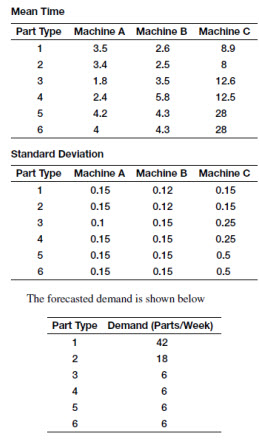 Mean Time
Part Type Machine A Machine B Machine C
1 3.5 2.6 8.9
2 3.4 2.5 8
3 1.8 3.5 12.6
4 2.4 5.8 12.5
5 4.2 4.3 28
6 4 4.3 28
Standard Deviation
Part Type Machine A Machine B Machine C
1 0.15 0.12 0.15
2 0.15 0.12 0.15
3 0.1 0.15 0.25
4 0.15 0.15 0.25
5 0.15 0.15 0.5
6 0.15 0.15 0.5
The forecasted demand is shown below
Part Type Demand (Parts/Week)
1 42
2 18
3 6
4 6
5 6
6 6